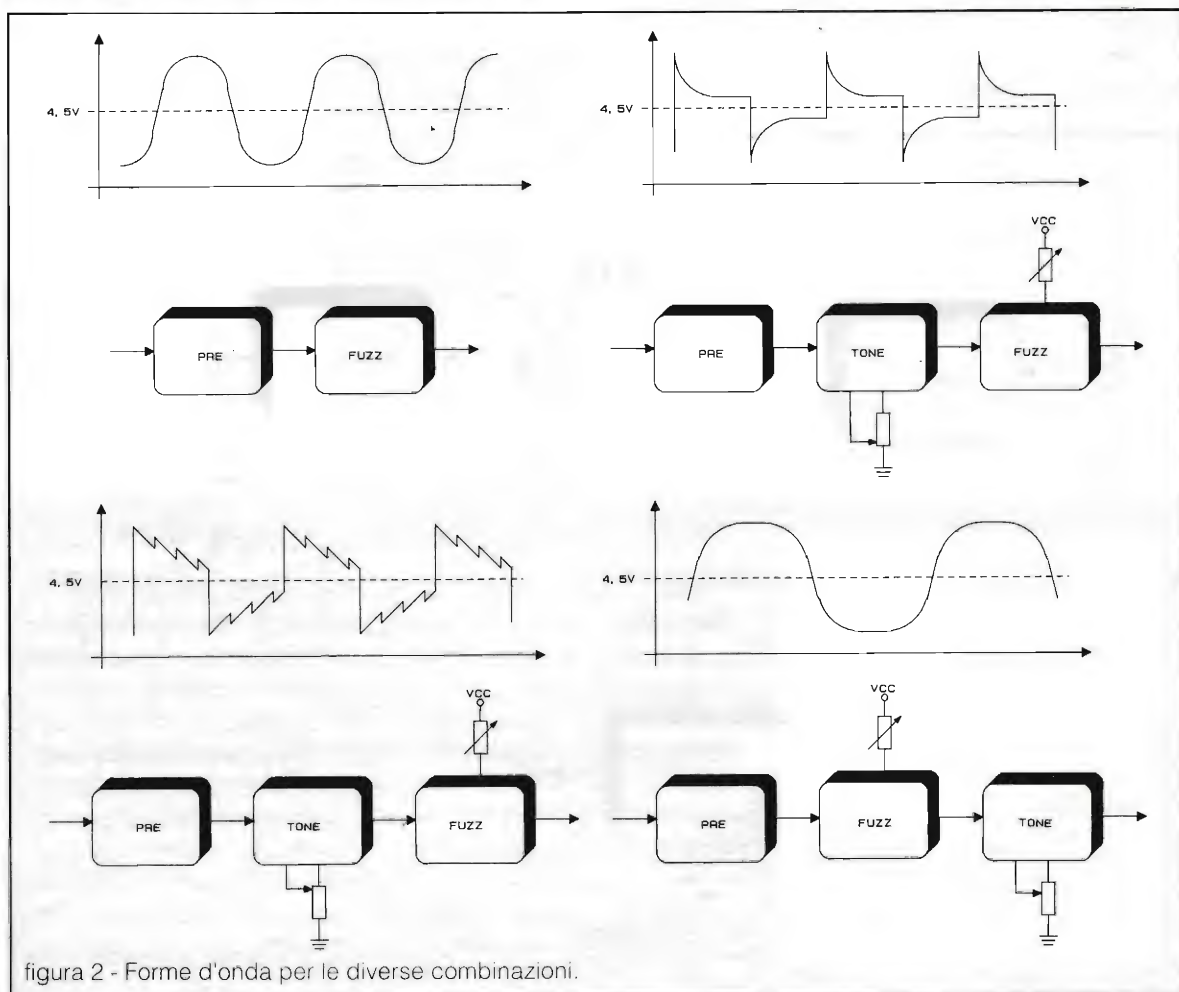 4, 5V
4, 5V
PRE
FUZZ
VCC
PRE
TONE
FUZZ
4, 5V
4, 5V
VCC
PRE
TONE
FUZZ
VCC
PRE
FUZZ
TONE
figura 2 - Forme d'onda per le diverse combinazioni.